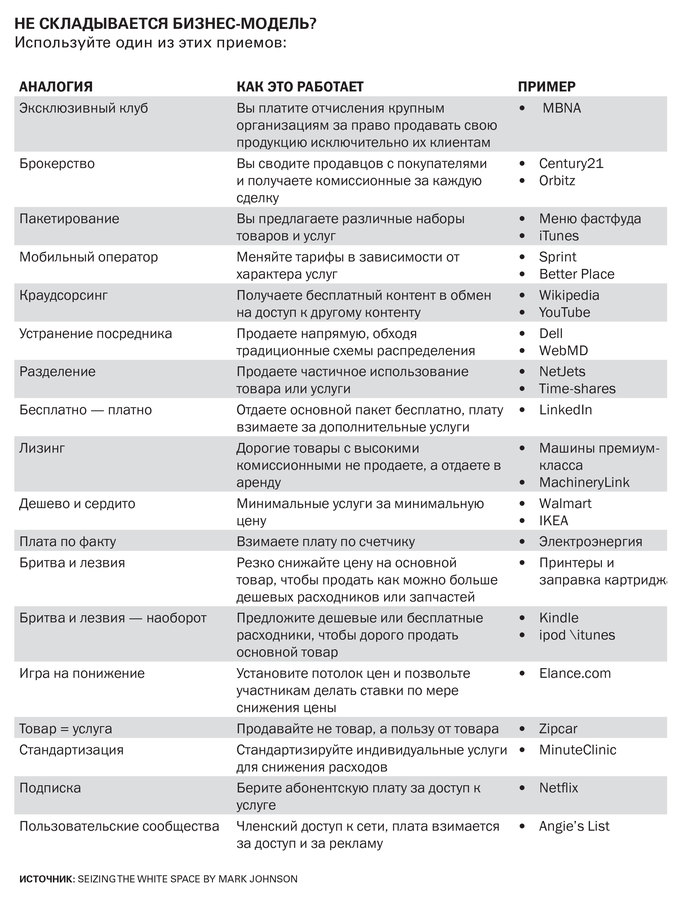 НЕ СКЛАДЫВАЕТСЯ БИЗНЕС-МОДЕЛЬ?
Используйте один из этих приемов:
АНАЛОГИЯ КАК ЭТО РАБОТАЕТ ПРИМЕР
Эксклюзивный клуб Вы платите отчисления крупным • MBNA
организациям за право продавать свою
продукцию исключительно их клиентам
Брокерство Вы сводите продавцов с покупателями • Century21
и получаете комиссионные за каждую • Orbitz
сделку
Пакетирование Вы предлагаете различные наборы • Меню фастфуда
товаров и услуг • iTunes
Мобильный оператор Меняйте тарифы в зависимости от • Sprint
характера услуг • Better Place
Краудсорсинг Получаете бесплатный контент в обмен • Wikipedia
на доступ к другому контенту • YouTube
Устранение посредника Продаете напрямую, обходя • Dell
традиционные схемы распределения • WebMD
Разделение Продаете частичное использование • NetJets
товара или услуги • Time-shares
Бесплатно — платно Отдаете основной пакет бесплатно, плату • LinkedIn
взимаете за дополнительные услуги
Лизинг Дорогие товары с высокими • Машины премиум-
комиссионными не продаете, а отдаете в класса
аренду • MachineryLink
Дешево и сердито Минимальные услуги за минимальную • Walmart
цену • IKEA
Плата по факту Взимаете плату по счетчику • Электроэнергия
Бритва и лезвия Резко снижайте цену на основной • Принтеры и
товар, чтобы продать как можно больше заправка картридж
дешевых расходников или запчастей
Бритва и лезвия — наоборот Предложите дешевые или бесплатные • Kindle
расходники, чтобы дорого продать • ipod \itunes
основной товар
Игра на понижение Установите потолок цен и позвольте • Elance.com
участникам делать ставки по мере
снижения цены
Товар = услуга Продавайте не товар, а пользу от товара • Zipcar
Стандартизация Стандартизируйте индивидуальные услуги • MinuteClinic
для снижения расходов
Подписка Берите абонентскую плату за доступ к • Netflix
услуге
Пользовательские сообщества Членский доступ к сети, плата взимается • Angie's List
за доступ и за рекламу
ИСТОЧНИК: SEIZING THE WHITE SPACE BY MARK JOHNSON